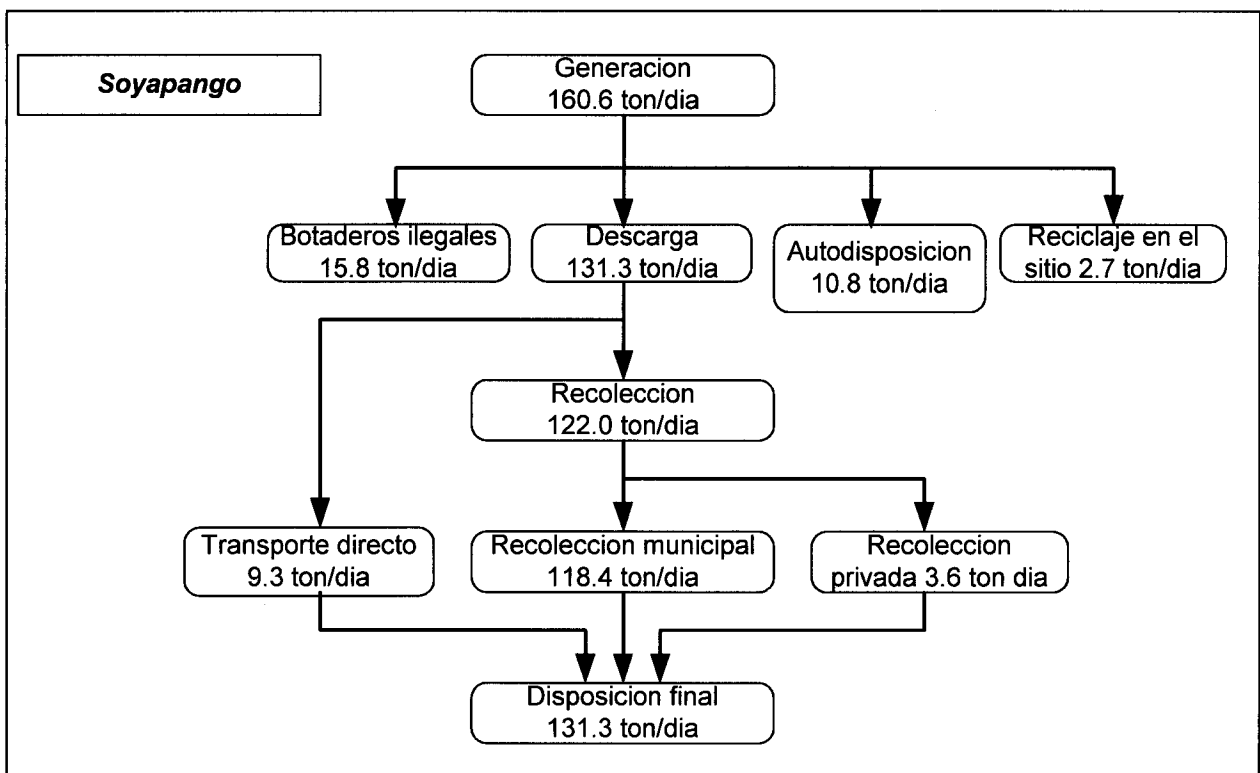 Soyapango
Generacion
160.6 ton/dia
Botaderos ilegales
15.8 ton/dia
Descarga
131.3 ton/dia
Autodisposicion
10.8 ton/dia
Reciclaje en el
sitio 2.7 ton/dia
Recoleccion
122.0 ton/dia
Transporte directo
9.3 ton/dia
Recoleccion municipal
118.4 ton/dia
Recoleccion
privada 3.6 ton dia
Disposicion final
131.3 ton/dia